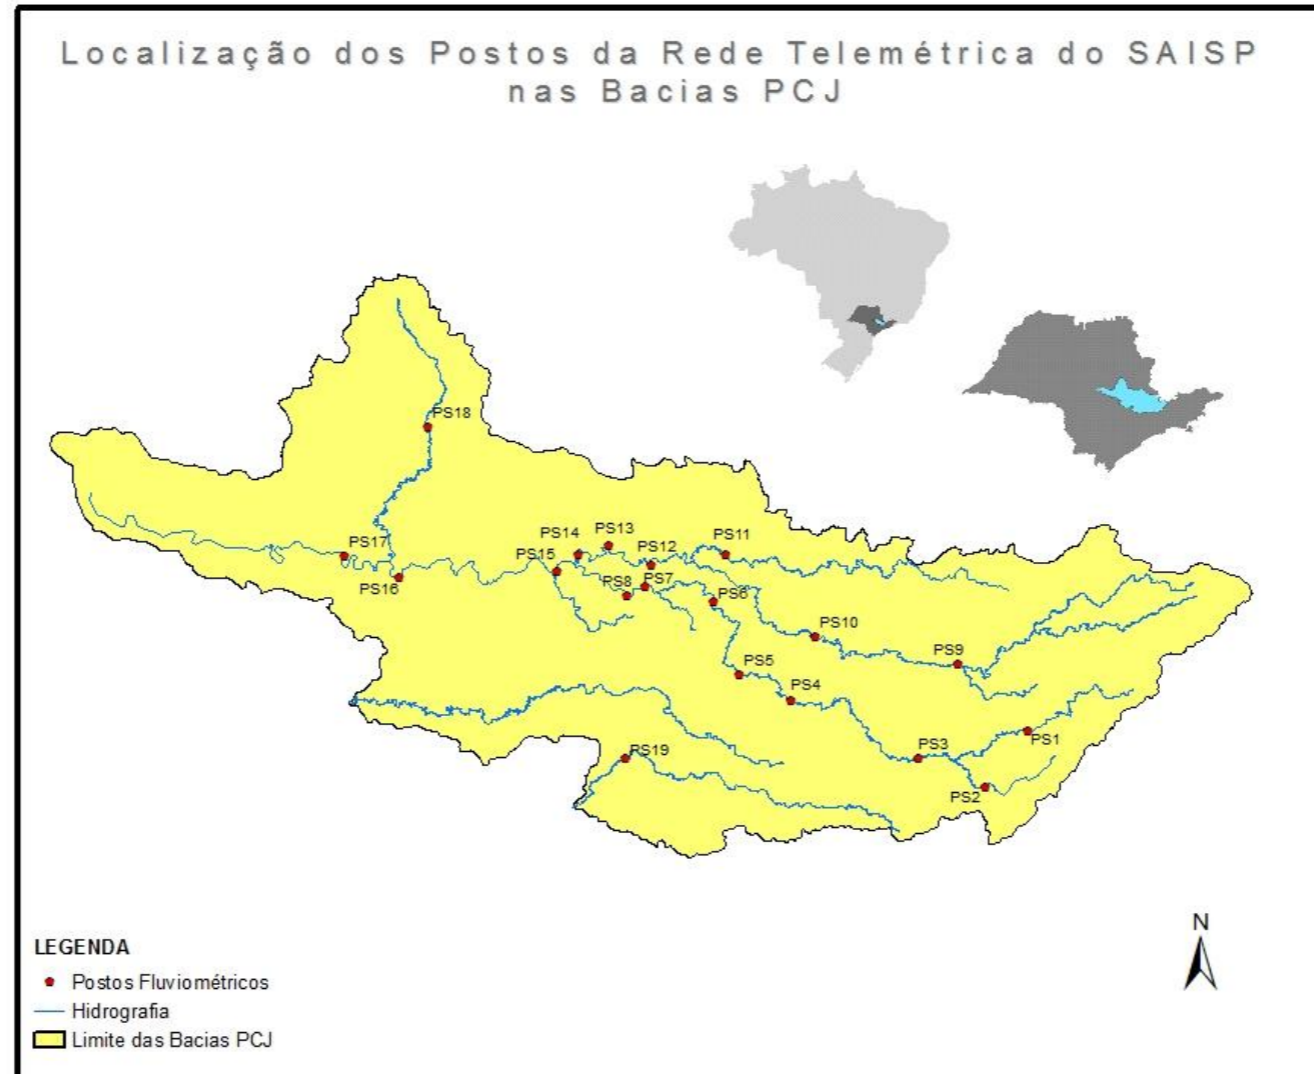 Localização dos Postos da Rede Telemétrica do SAISP
nas Bacias PCJ
PS18
PS17
PS16
PS14
PS13
PS15
PS12
PS11
PS8
PS7
PS6
PS10
PS9
PS5
PS4
PS3
PS1
PS2
PS19
N
LEGENDA
Postos Fluviométricos
Hidrografia
Limite das Bacias PCJ